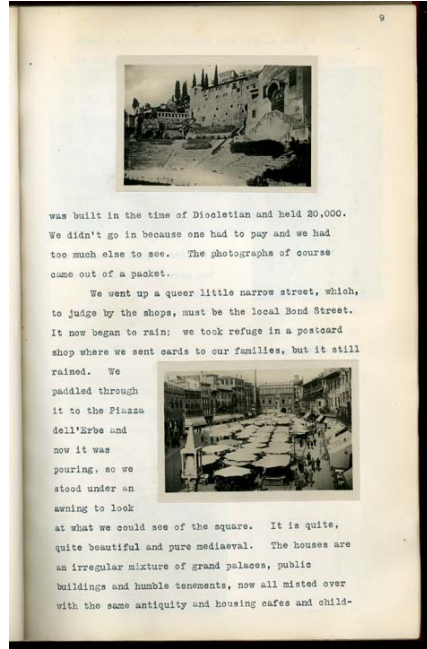 9
was built in the time of Diocletian and held 20,000.
We didn't go in because one had to pay and we had
too much else to see. The photographs of course
came out of a packet.
We went up a queer little narrow street, which,
to judge by the shops, must be the local Bond Street.
It now began to rain; we took refuge in a postcard
shop where we sent cards to our families, but it still
rained. We
paddled through
it to the Piazza
dell'Erbe and
now it was
pouring, so we
stood under an
awning to look
at what we could see of the square. It is quite,
quite beautiful and pure mediaeval. The houses are
an irregular mixture of grand palaces, public
buildings and humble tenements, now all misted over
with the same antiquity and housing cafes and child-